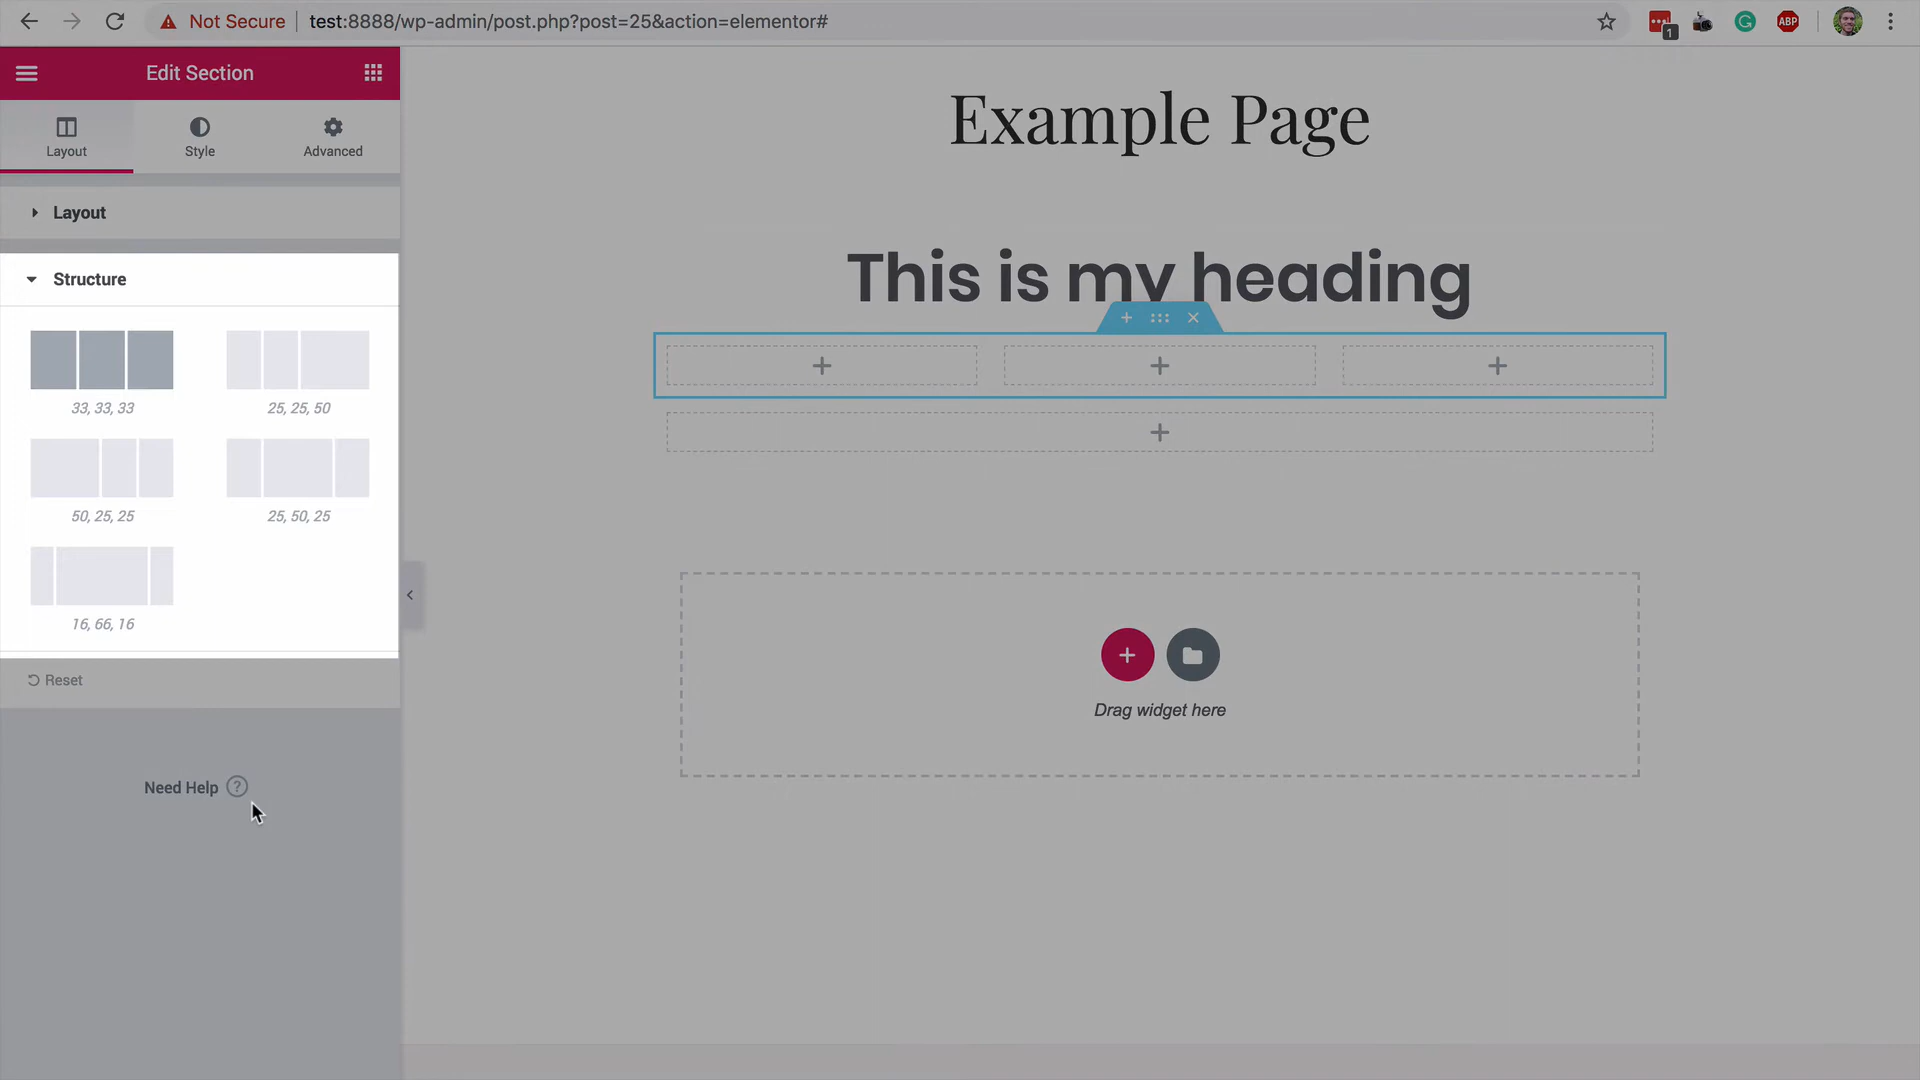 Not Secure
test:8888/wp-admin/post.php?post=25&action=elementor#
1
ABP
Edit Section
Layout
Style
Advanced
Layout
Structure
33, 33, 33
25, 25, 50
50, 25, 25
25, 50, 25
16, 66, 16
Reset
Need Help ?
Example Page
This is my heading
Drag widget here